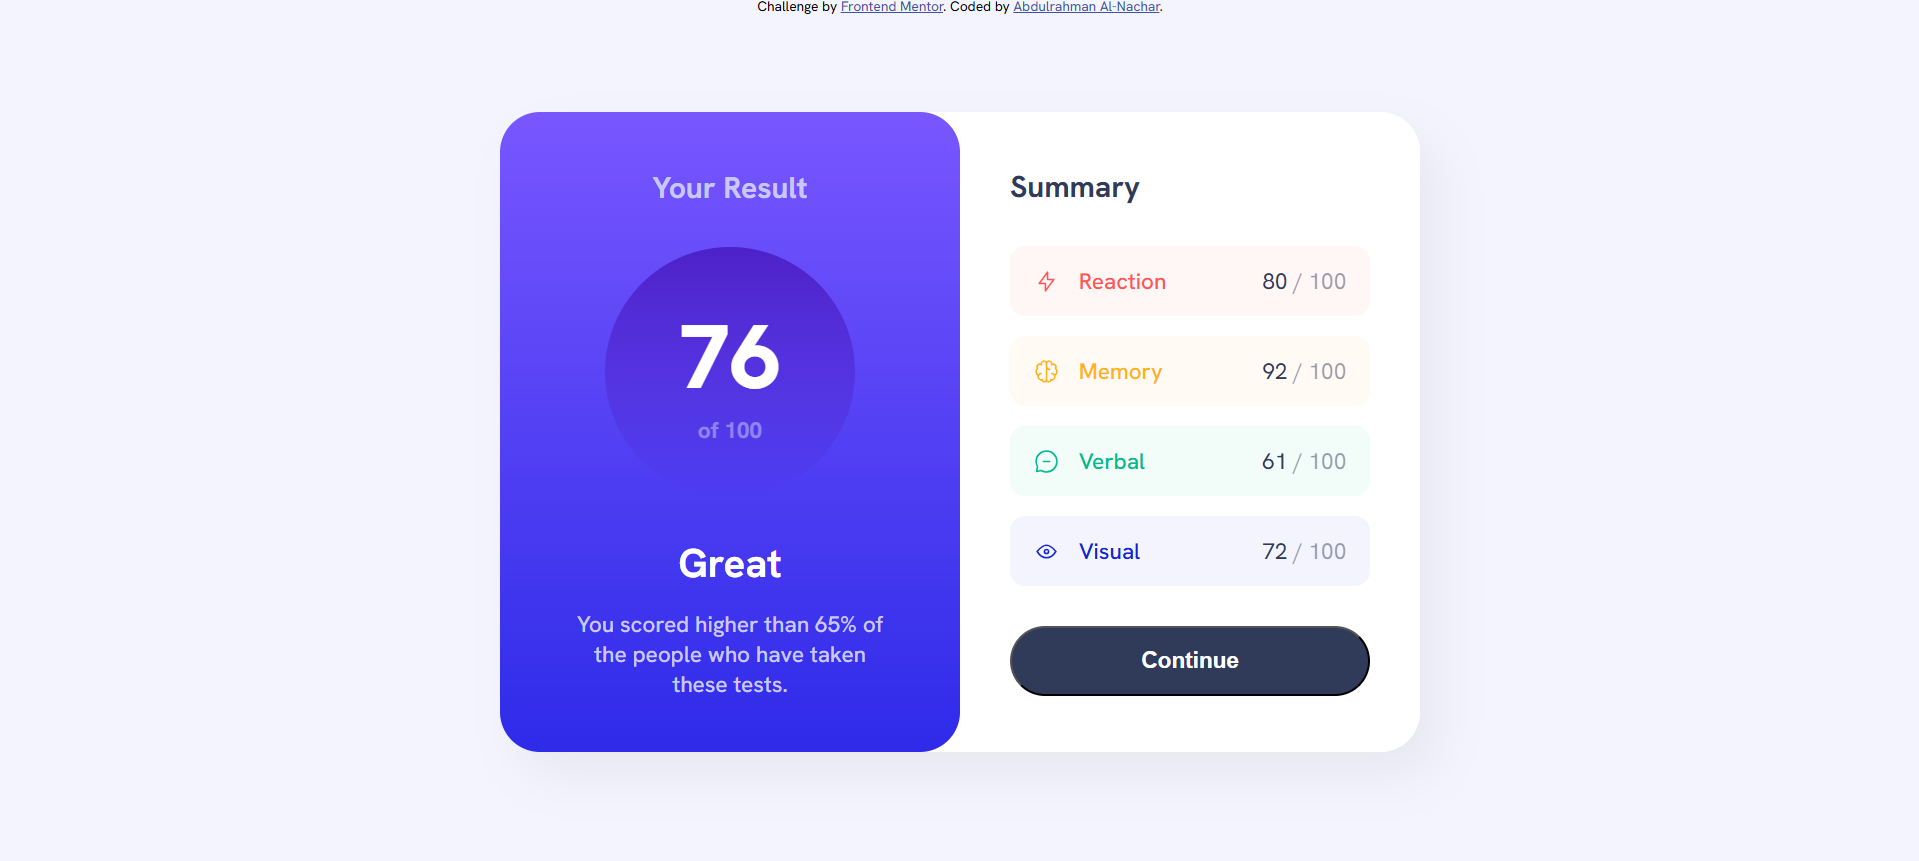 Challenge by Frontend Mentor. Coded by Abdulrahman Al-Nachar.
Your Result
76
of 100
Great
You scored higher than 65% of
the people who have taken
these tests.
Summary
Reaction 80 / 100
Memory 92 / 100
Verbal 61 / 100
Visual 72 / 100
Continue